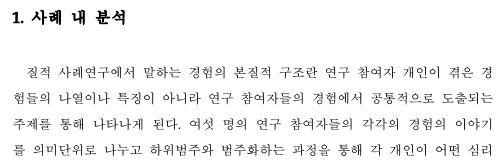 1. 사례 내 분석
질적 사례연구에서 말하는 경험의 본질적 구조란 연구 참여자 개인이 겪은 경
험들의 나열이나 특징이 아니라 연구 참여자들의 경험에서 공통적으로 도출되는
주제를 통해 나타나게 된다. 여섯 명의 연구 참여자들의 각각의 경험의 이야기
를 의미단위로 나누고 하위범주와 범주화하는 과정을 통해 각 개인이 어떤 심리